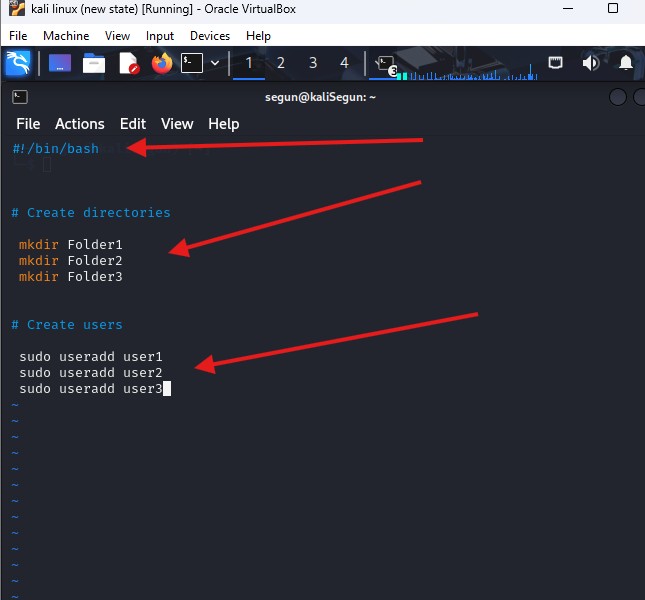 kali linux (new state) [Running] - Oracle VirtualBox
File Machine View Input Devices Help
1 2 3 4 3
segun@kaliSegun: ~
File Actions Edit View Help
#!/bin/bash
# Create directories
mkdir Folder1
mkdir Folder2
mkdir Folder3
# Create users
sudo useradd user1
sudo useradd user2
sudo useradd user3
~
~
~
~
~
~
~
~
~
~
~
~
~